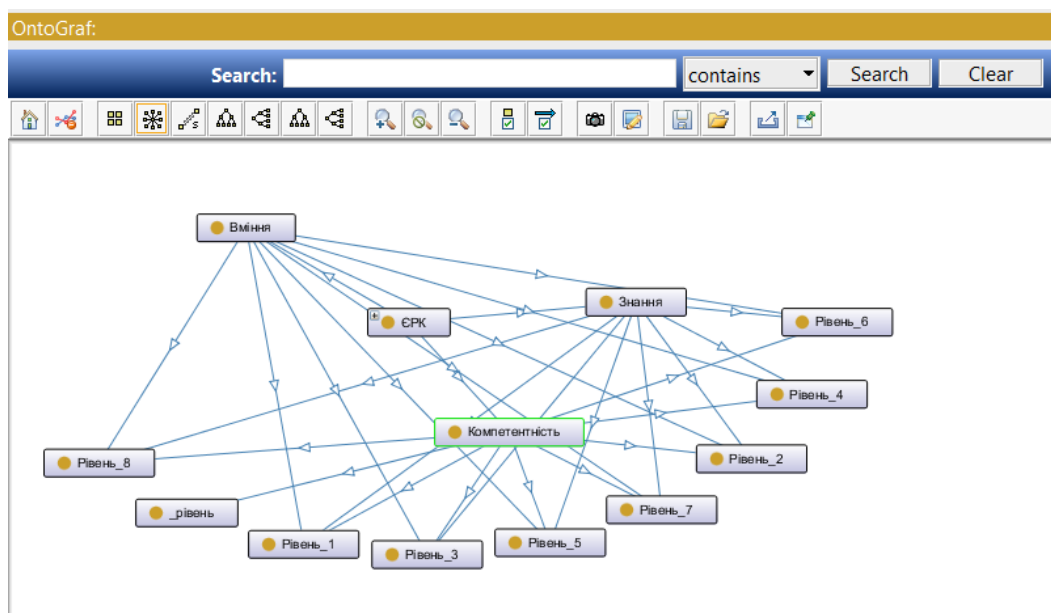 OntoGraf:
Search: contains Search Clear
Вміння
Знання
ЄРК
Рівень_6
Рівень_4
Компетентність
Рівень_2
Рівень_8
_рівень
Рівень_7
Рівень_1
Рівень_3
Рівень_5